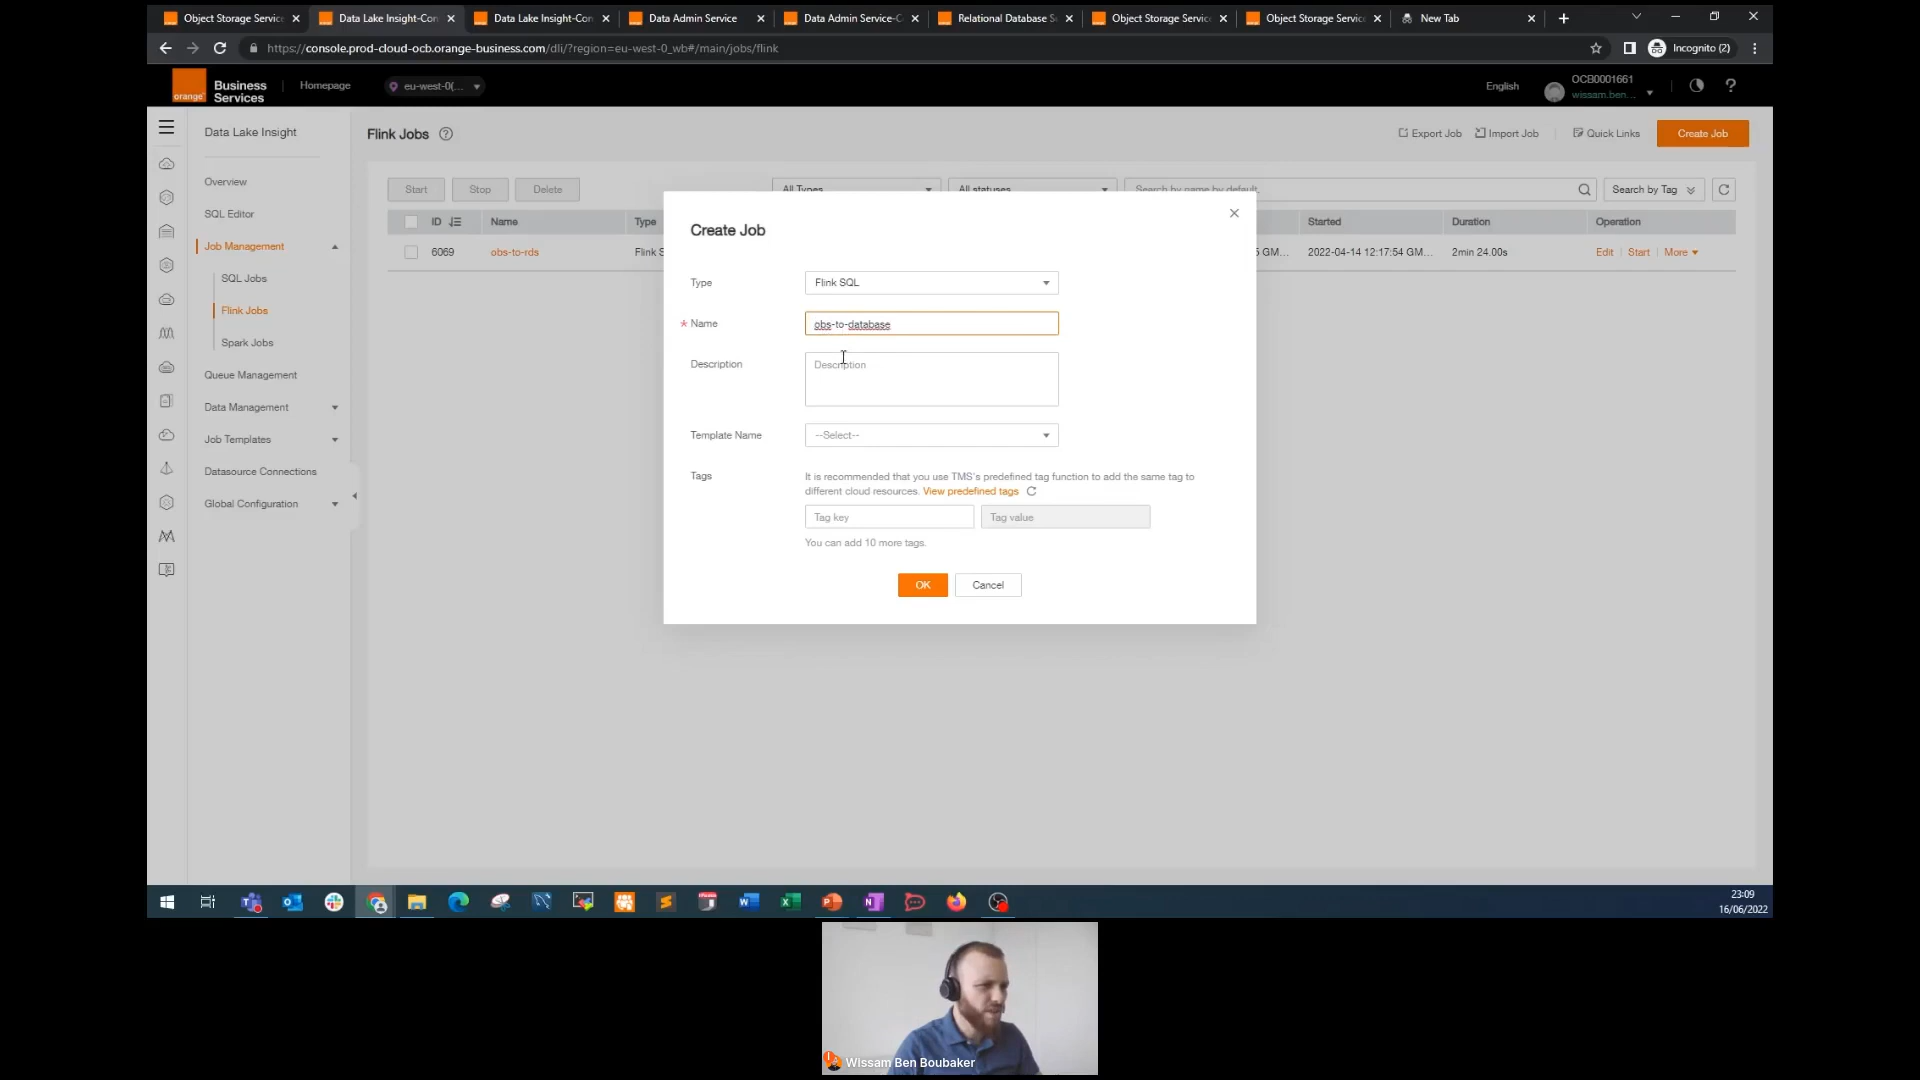 Object Storage Servic
Data Lake Insight-Con
Data Lake Insight-Con
Data Admin Service
Data Admin Service-C
Relational Database S
Object Storage Servic
Object Storage Servic
New Tab
https://console.prod-cloud-ocb.orange-business.com/dli/?region=eu-west-0_wb#/main/jobs/flink
Incognito (2)
orange
Business
Services
Homepage
eu-west-0(...
English
OCB0001661
wissam.ben...
Data Lake Insight
Flink Jobs
Export Job
Import Job
Quick Links
Create Job
Overview
SQL Editor
Job Management
SQL Jobs
Flink Jobs
Spark Jobs
Queue Management
Data Management
Job Templates
Datasource Connections
Global Configuration
Start
Stop
Delete
All Types
All statuses
Search by name by default.
Search by Tag
ID
Name
Type
Started
Duration
Operation
6069
obs-to-rds
Flink S
GM...
2022-04-14 12:17:54 GM...
2min 24.00s
Edit
Start
More
Create Job
Type
Flink SQL
* Name
obs-to-database
Description
Description
Template Name
--Select--
Tags
It is recommended that you use TMS's predefined tag function to add the same tag to
different cloud resources. View predefined tags
Tag key
Tag value
You can add 10 more tags.
OK
Cancel
23:09
16/06/2022
Wissam Ben Boubaker